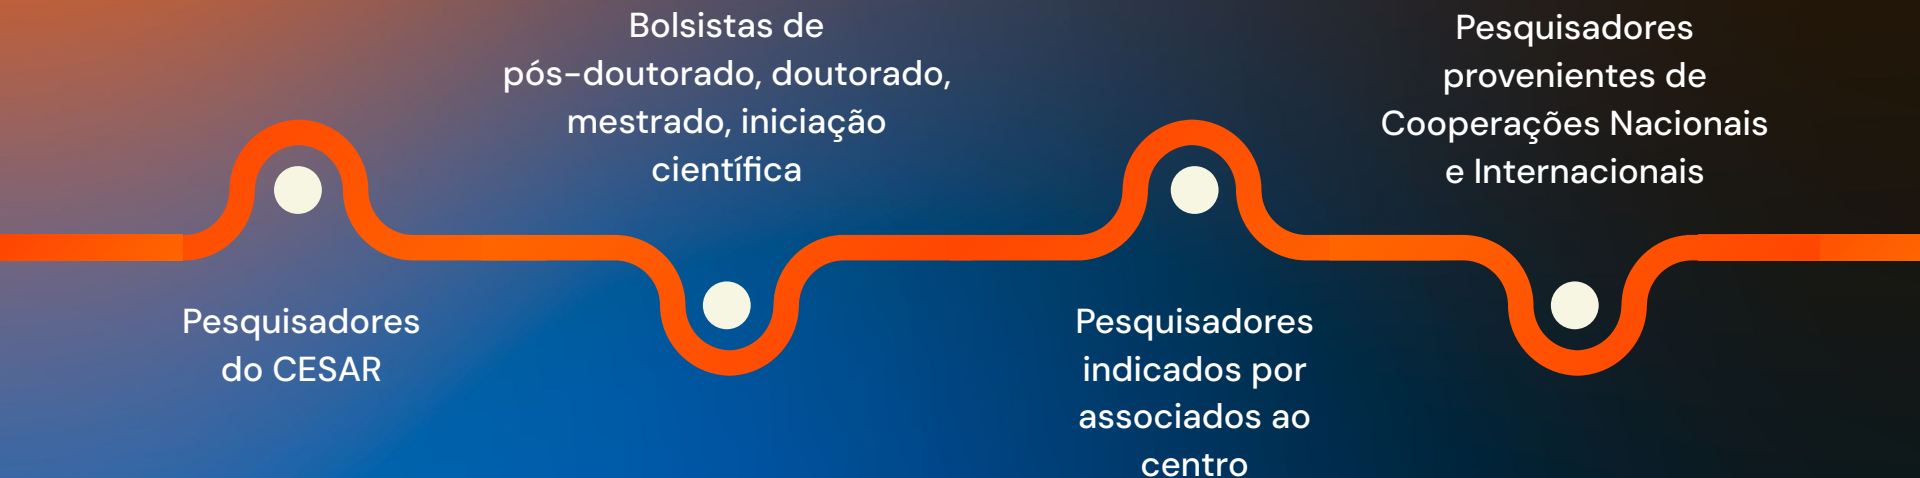 Pesquisadores
do CESAR
Bolsistas de
pós-doutorado, doutorado,
mestrado, iniciação
científica
Pesquisadores
indicados por
associados ao
centro
Pesquisadores
provenientes de
Cooperações Nacionais
e Internacionais